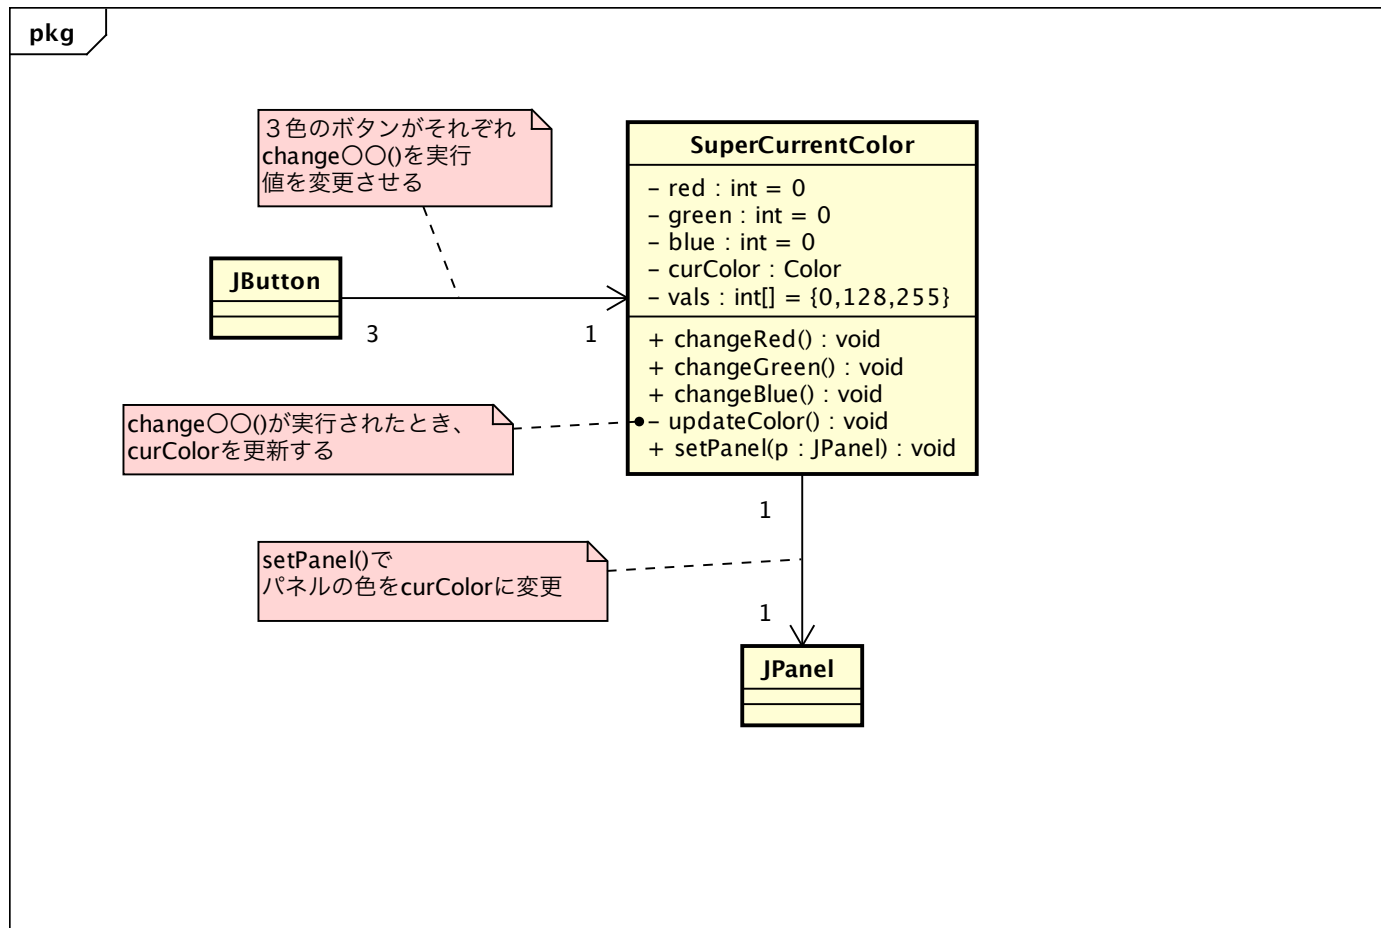 pkg
３色のボタンがそれぞれ
change〇〇()を実行
値を変更させる
SuperCurrentColor
– red : int = 0
– green : int = 0
– blue : int = 0
– curColor : Color
– vals : int[] = {0,128,255}
JButton
3
1
+ changeRed() : void
+ changeGreen() : void
+ changeBlue() : void
– updateColor() : void
+ setPanel(p : JPanel) : void
change〇〇()が実行されたとき、
curColorを更新する
1
setPanel()で
パネルの色をcurColorに変更
1
JPanel